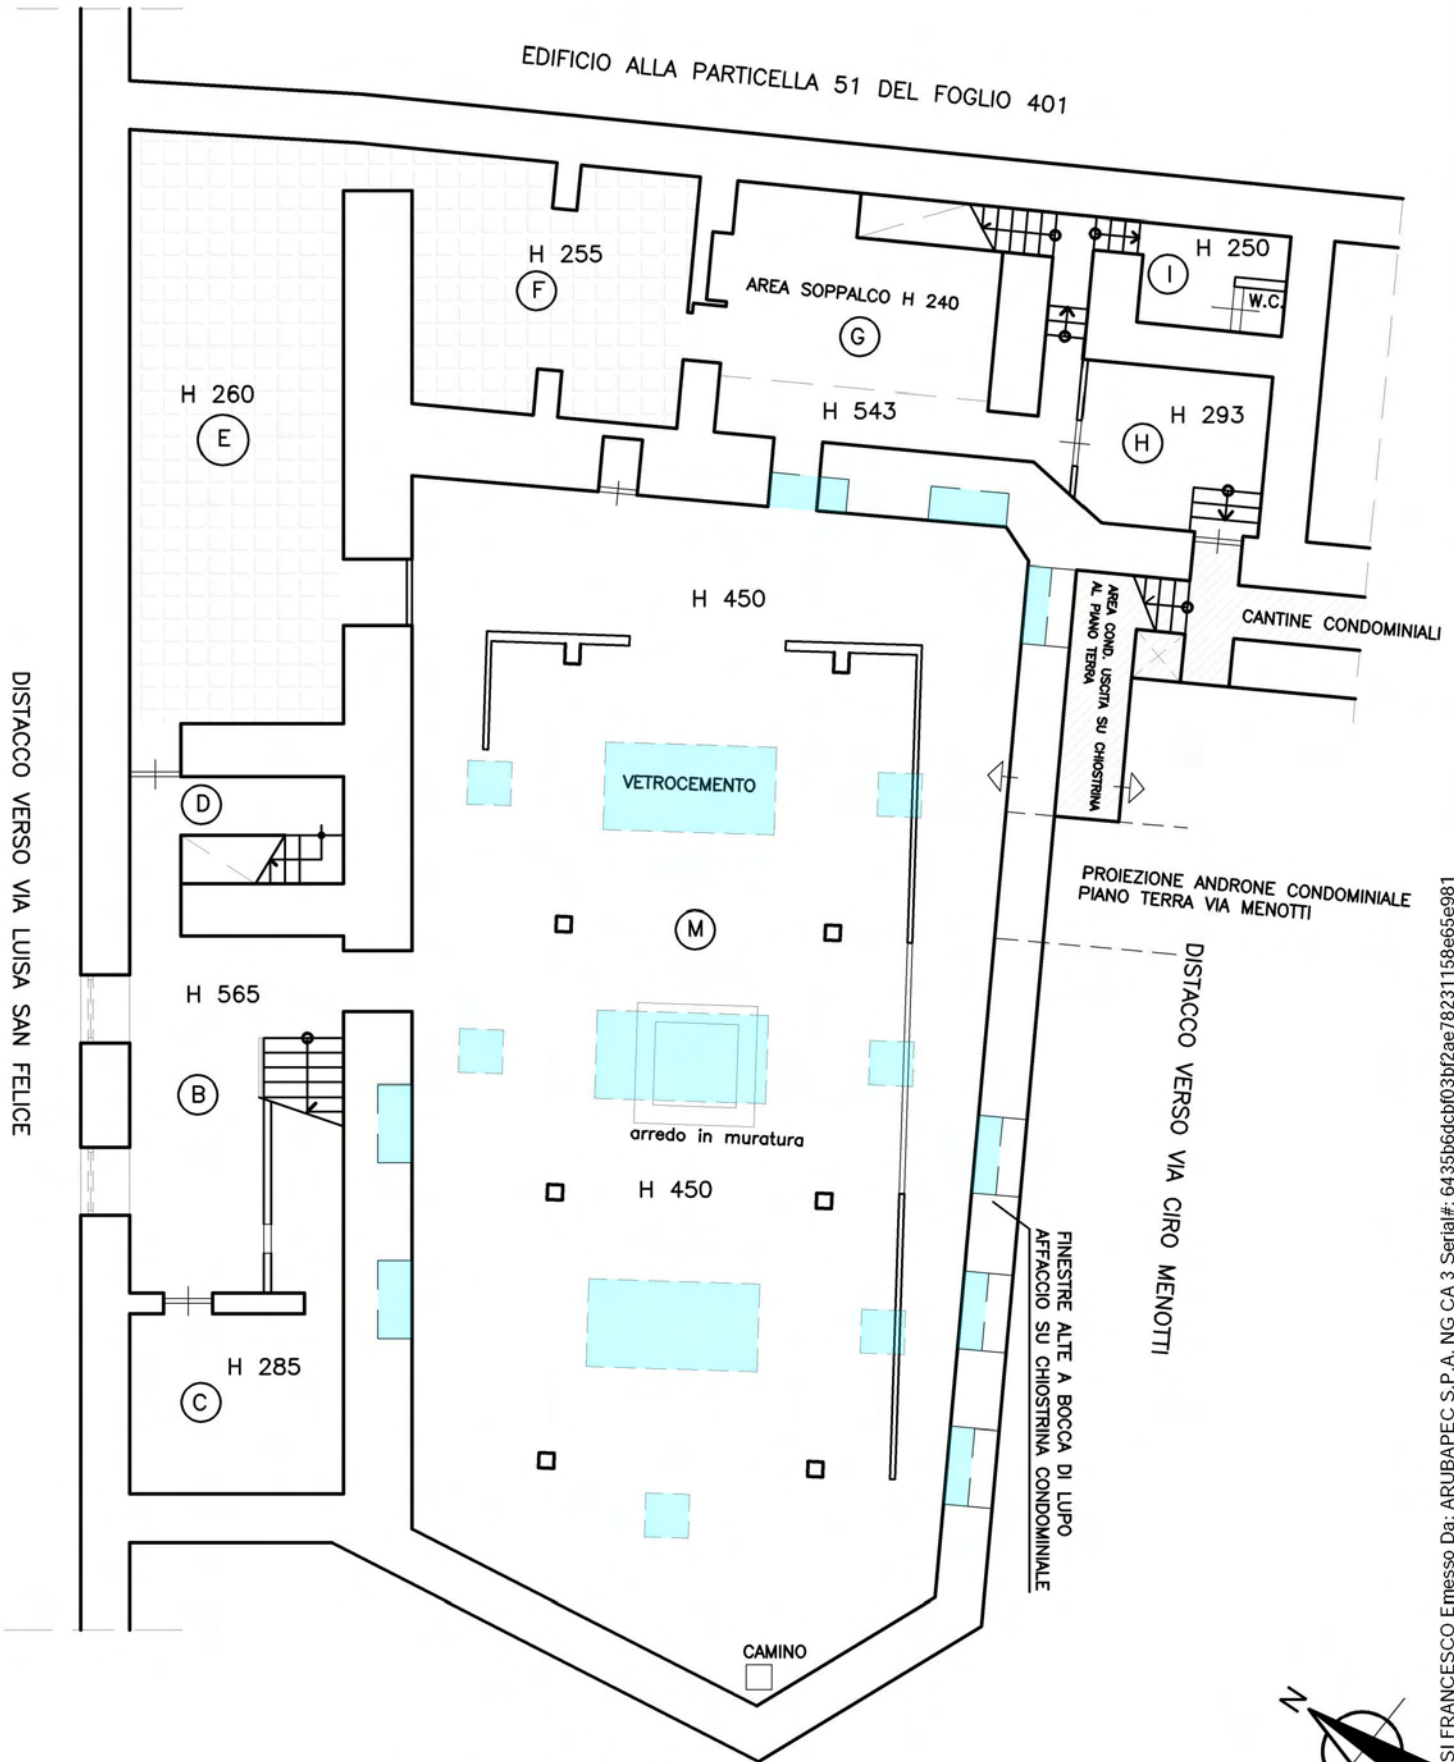 EDIFICIO ALLA PARTICELLA 51 DEL FOGLIO 401
H 250
I
W.C.
H 255
F
AREA SOPPALCO H 240
G
H 260
E
H 543
H 293
H
H 450
AREA COND. USCITA SU CHIOSTRINA
AL PIANO TERRA
CANTINE CONDOMINIALI
VETROCEMENTO
D
M
PROIEZIONE ANDRONE CONDOMINIALE
PIANO TERRA VIA MENOTTI
DISTACCO VERSO VIA LUISA SAN FELICE
H 565
B
arredo in muratura
H 450
DISTACCO VERSO VIA CIRO MENOTTI
FINESTRE ALTE A BOCCA DI LUPO
AFFACCIO SU CHIOSTRINA CONDOMINIALE
H 285
C
CAMINO
N
FRANCESCO Emesso Da: ARUBAPEC S.P.A. NG CA 3 Serial#: 6435b6dcbf03bf2ae78231158e65e981